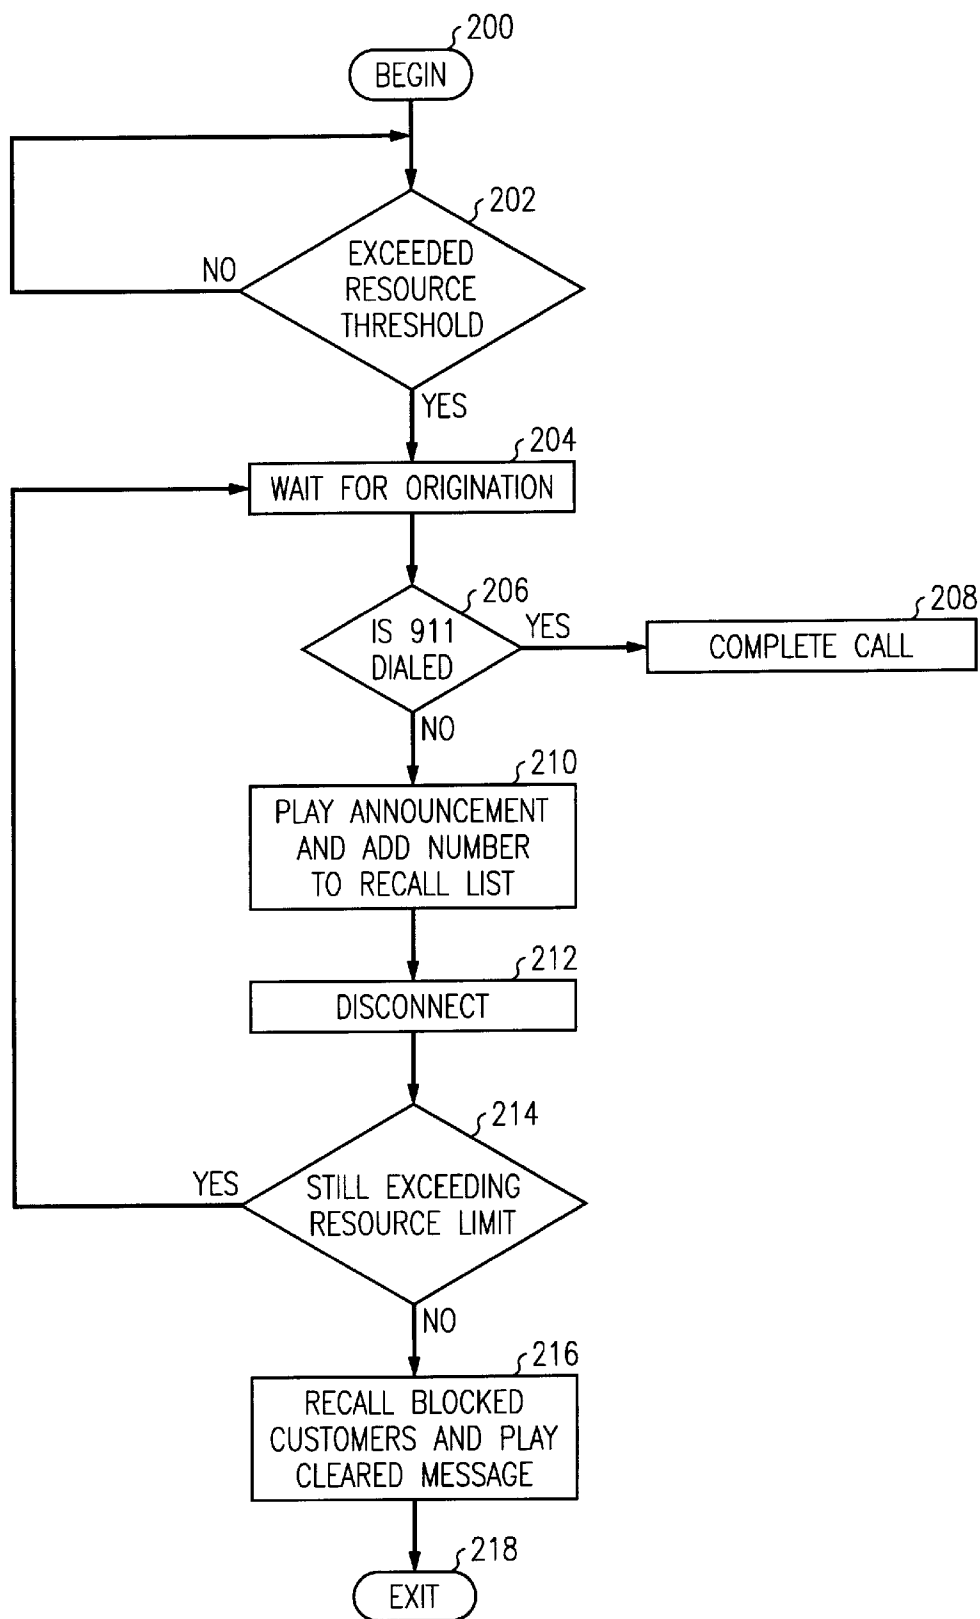 200
BEGIN
202
EXCEEDED
RESOURCE
THRESHOLD
NO
YES
204
WAIT FOR ORIGINATION
206
IS 911
DIALED
YES
208
COMPLETE CALL
NO
210
PLAY ANNOUNCEMENT
AND ADD NUMBER
TO RECALL LIST
212
DISCONNECT
214
STILL EXCEEDING
RESOURCE LIMIT
YES
NO
216
RECALL BLOCKED
CUSTOMERS AND PLAY
CLEARED MESSAGE
218
EXIT